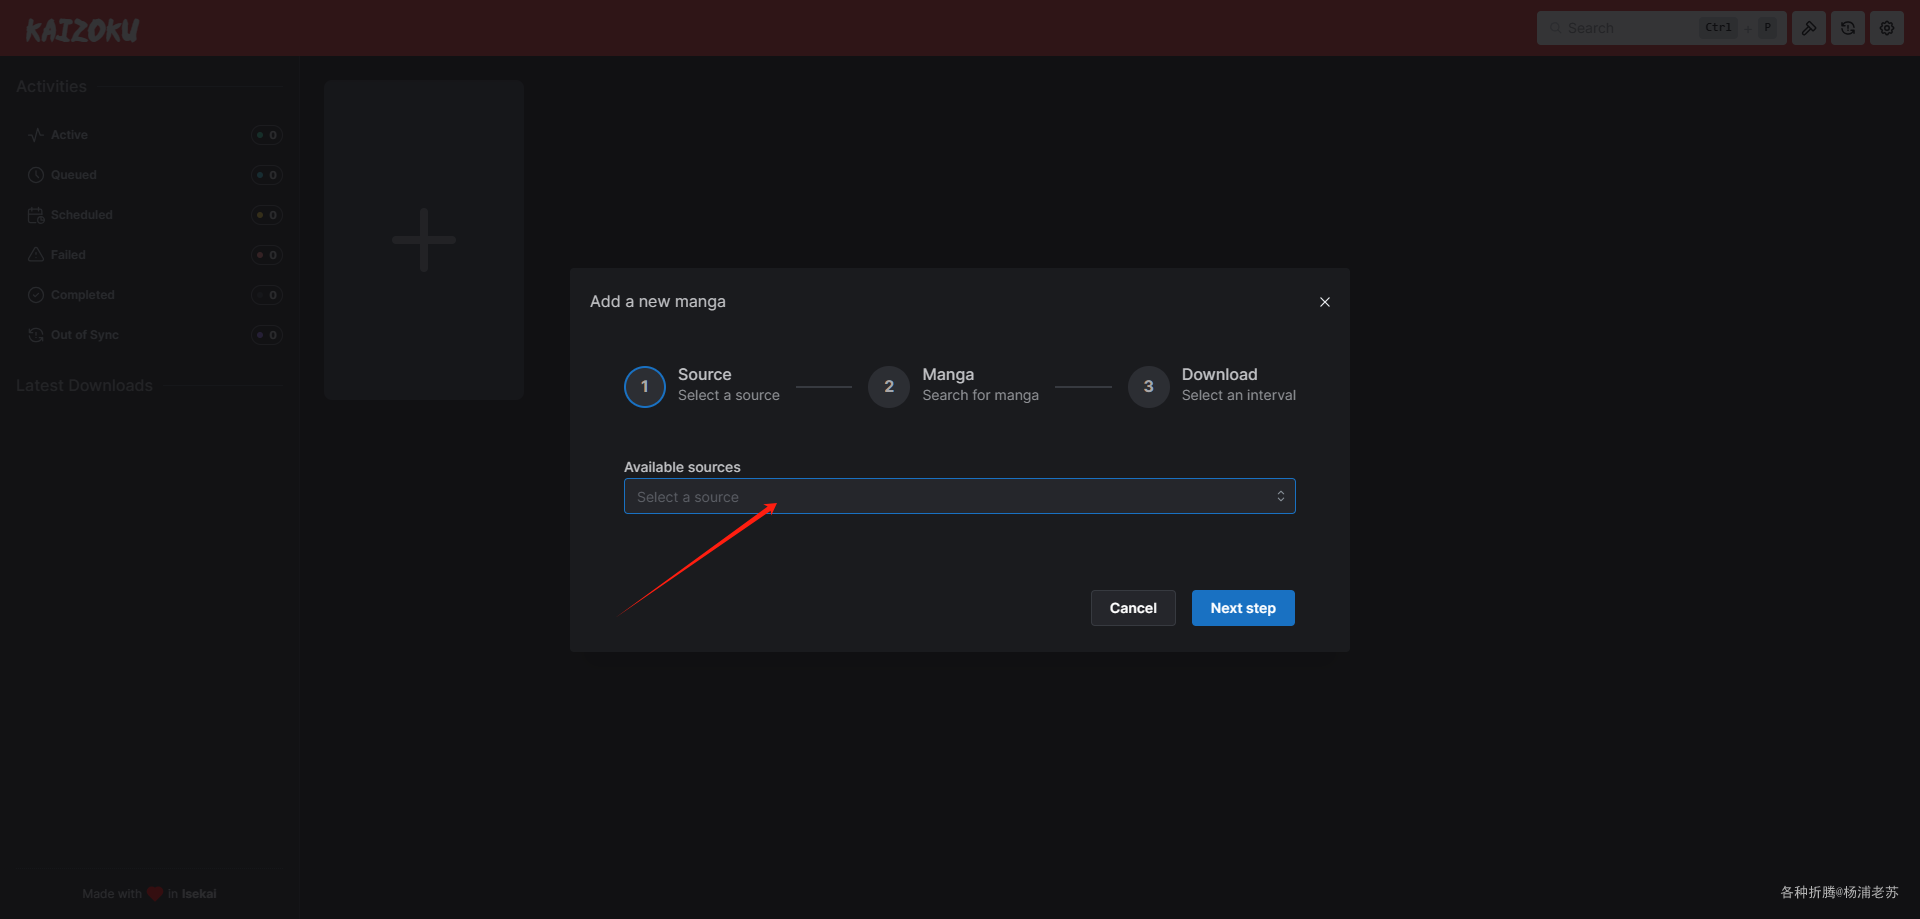 KAIZOKU
Search Ctrl + P
Activities
Active 0
Queued 0
Scheduled 0
Failed 0
Completed 0
Out of Sync 0
Latest Downloads
Add a new manga
1 Source
Select a source
2 Manga
Search for manga
3 Download
Select an interval
Available sources
Select a source
Cancel Next step
Made with in Isekai
各种折腾@杨浦老苏